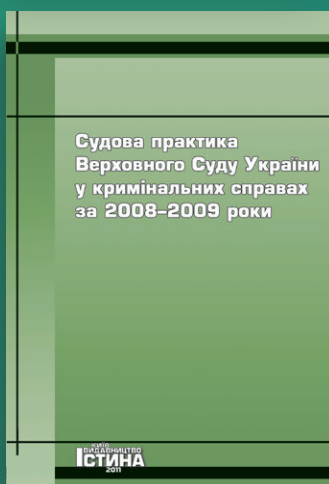 Судова практика
Верховного Суду України
у кримінальних справах
за 2008–2009 роки
КИЇВ
ВИДАВНИЦТВО
ІСТИНА
2011